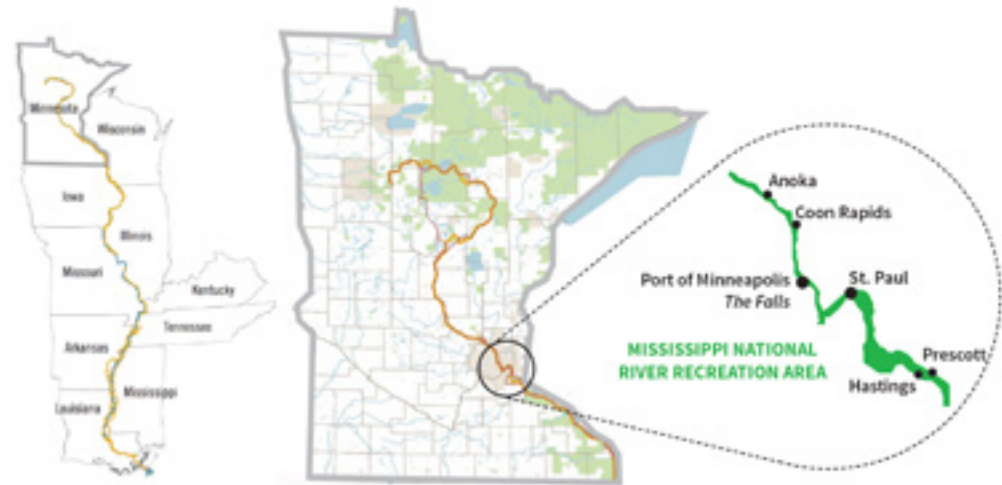 Minnesota
Wisconsin
Iowa
Illinois
Missouri
Kentucky
Tennessee
Arkansas
Mississippi
Louisiana
Anoka
Coon Rapids
Port of Minneapolis
The Falls
St. Paul
MISSISSIPPI NATIONAL
RIVER RECREATION AREA
Prescott
Hastings